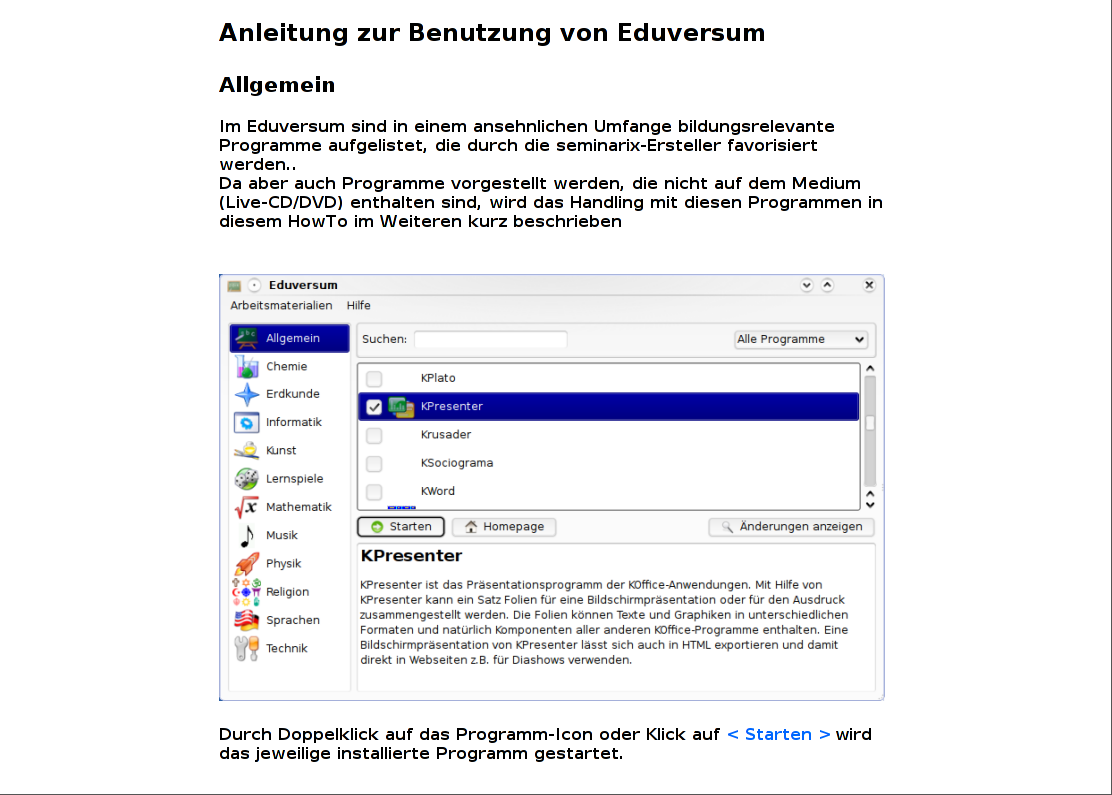 Anleitung zur Benutzung von Eduversum
Allgemein
Im Eduversum sind in einem ansehnlichen Umfange bildungsrelevante
Programme aufgelistet, die durch die seminarix-Ersteller favorisiert
werden..
Da aber auch Programme vorgestellt werden, die nicht auf dem Medium
(Live-CD/DVD) enthalten sind, wird das Handling mit diesen Programmen in
diesem HowTo im Weiteren kurz beschrieben
Eduversum
Arbeitsmaterialien Hilfe
Allgemein
Chemie
Erdkunde
Informatik
Kunst
Lernspiele
Mathematik
Musik
Physik
Religion
Sprachen
Technik
Suchen: Alle Programme
KPlato
KPresenter
Krusader
KSociograma
KWord
Starten Homepage Änderungen anzeigen
KPresenter
KPresenter ist das Präsentationsprogramm der KOffice-Anwendungen. Mit Hilfe von
KPresenter kann ein Satz Folien für eine Bildschirmpräsentation oder für den Ausdruck
zusammengestellt werden. Die Folien können Texte und Graphiken in unterschiedlichen
Formaten und natürlich Komponenten aller anderen KOffice-Programme enthalten. Eine
Bildschirmpräsentation von KPresenter lässt sich auch in HTML exportieren und damit
direkt in Webseiten z.B. für Diashows verwenden.
Durch Doppelklick auf das Programm-Icon oder Klick auf < Starten > wird
das jeweilige installierte Programm gestartet.